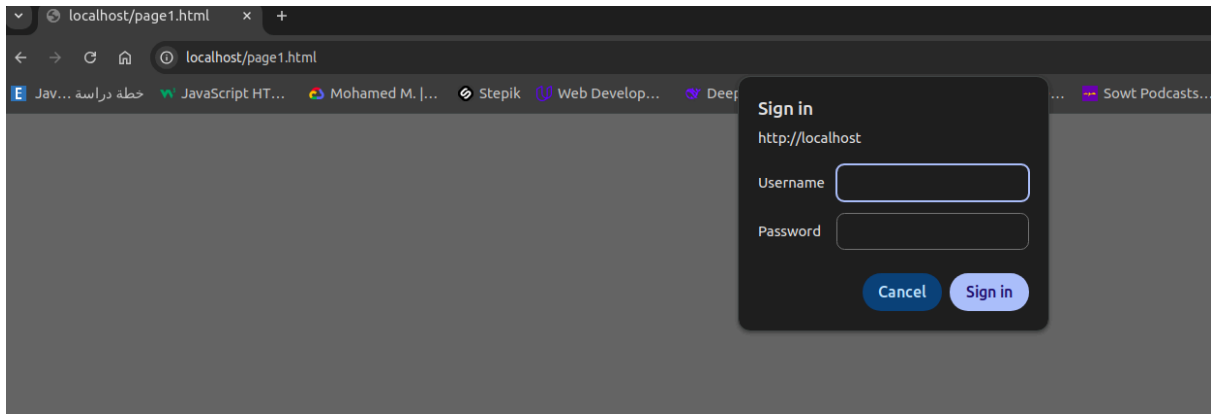 localhost/page1.html
localhost/page1.html
Jav... خطة دراسة JavaScript HT... Mohamed M. |... Stepik Web Develop... Deep ... Sowt Podcasts...
Sign in
http://localhost
Username
Password
Cancel Sign in